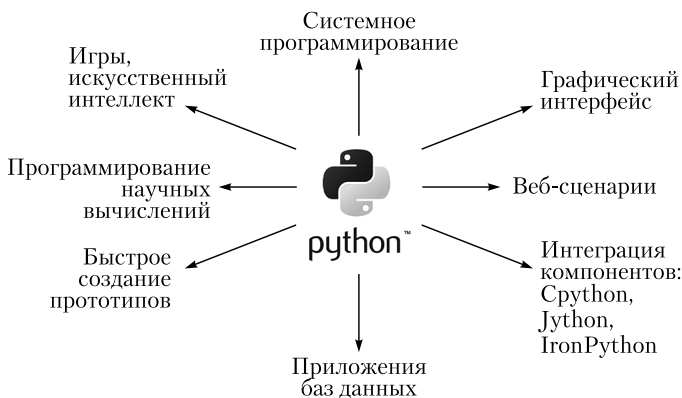 Системное
программирование
Игры,
искусственный
интеллект
Графический
интерфейс
Программирование
научных
вычислений
python™
Веб-сценарии
Быстрое
создание
прототипов
Интеграция
компонентов:
Cpython,
Jython,
IronPython
Приложения
баз данных